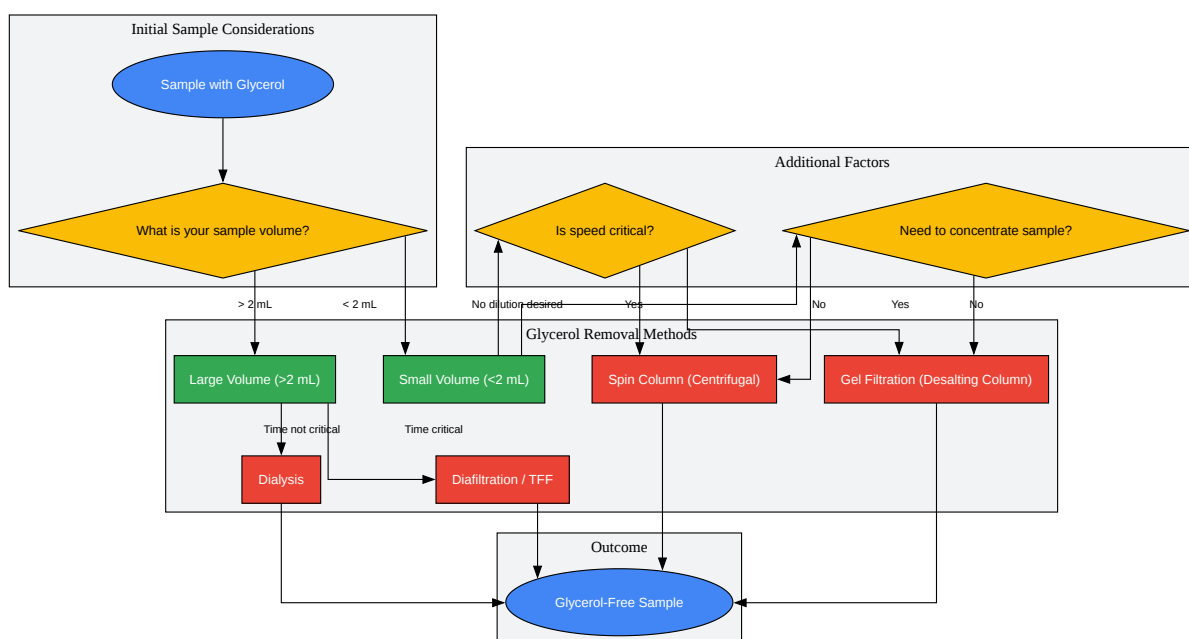 Initial Sample Considerations
Sample with Glycerol
Additional Factors
What is your sample volume?
Is speed critical?
Need to concentrate sample?
> 2 mL
< 2 mL
No dilution desired
Yes
No
Yes
No
Glycerol Removal Methods
Large Volume (>2 mL)
Small Volume (<2 mL)
Spin Column (Centrifugal)
Gel Filtration (Desalting Column)
Time not critical
Time critical
Dialysis
Diafiltration / TFF
Outcome
Glycerol-Free Sample